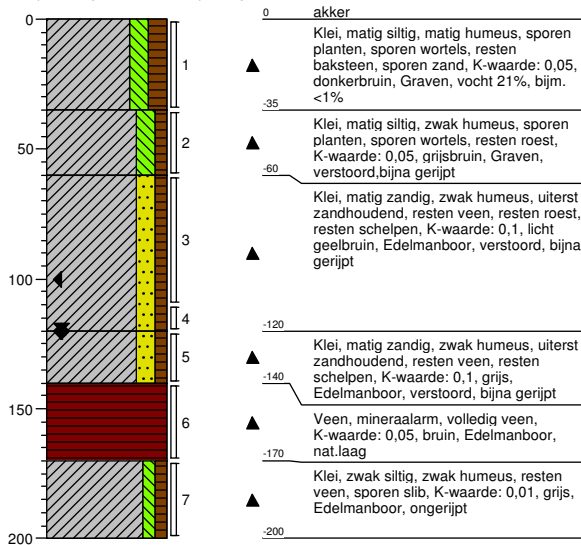 0
akker
Klei, matig siltig, matig humeus, sporen
planten, sporen wortels, resten
baksteen, sporen zand, K-waarde: 0,05,
donkerbruin, Graven, vocht 21%, bijm.
<1%
-35
Klei, matig siltig, zwak humeus, sporen
planten, sporen wortels, resten roest,
K-waarde: 0,05, grijsbruin, Graven,
verstoord,bijna gerijpt
-60
Klei, matig zandig, zwak humeus, uiterst
zandhoudend, resten veen, resten roest,
resten schelpen, K-waarde: 0,1, licht
geelbruin, Edelmanboor, verstoord, bijna
gerijpt
-120
Klei, matig zandig, zwak humeus, uiterst
zandhoudend, resten veen, resten
schelpen, K-waarde: 0,1, grijs,
Edelmanboor, verstoord, bijna gerijpt
-140
Veen, mineraalarm, volledig veen,
K-waarde: 0,05, bruin, Edelmanboor,
nat.laag
-170
Klei, zwak siltig, zwak humeus, resten
veen, sporen slib, K-waarde: 0,01, grijs,
Edelmanboor, ongerijpt
-200
0
50
100
150
200
1
2
3
4
5
6
7